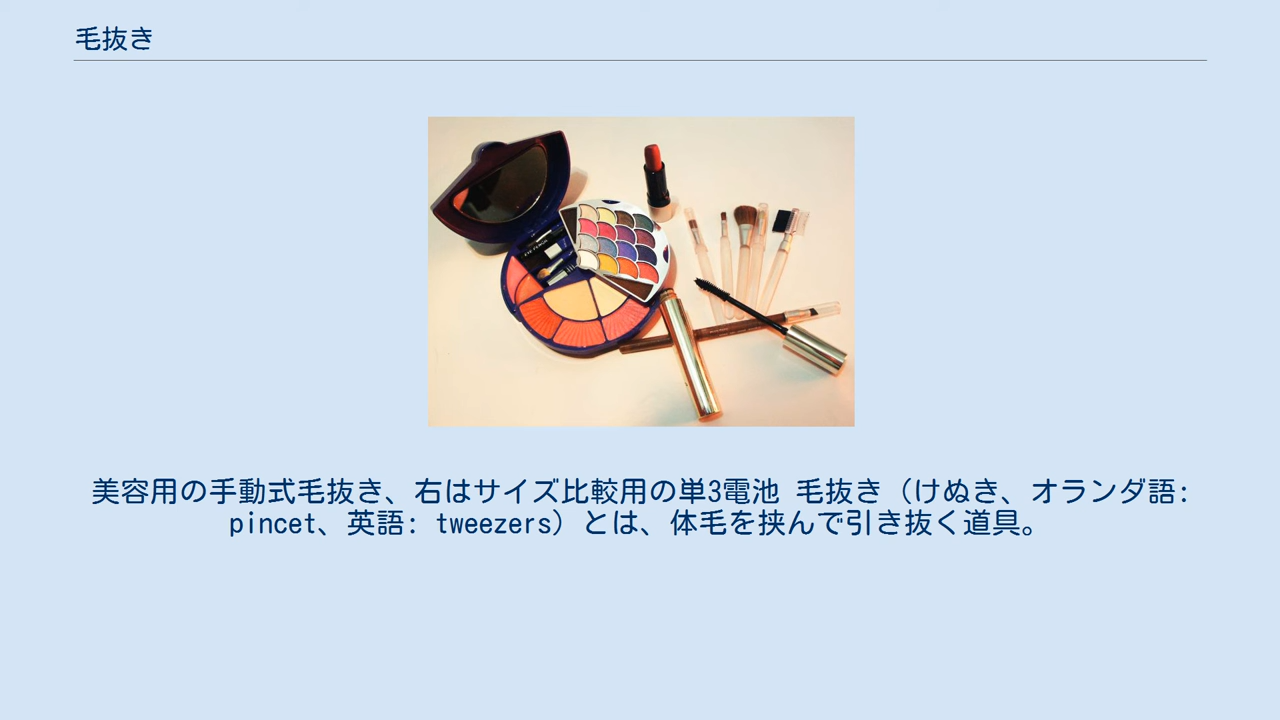 毛抜き
美容用の手動式毛抜き、右はサイズ比較用の単3電池 毛抜き（けぬき、オランダ語:
pincet、英語: tweezers）とは、体毛を挟んで引き抜く道具。